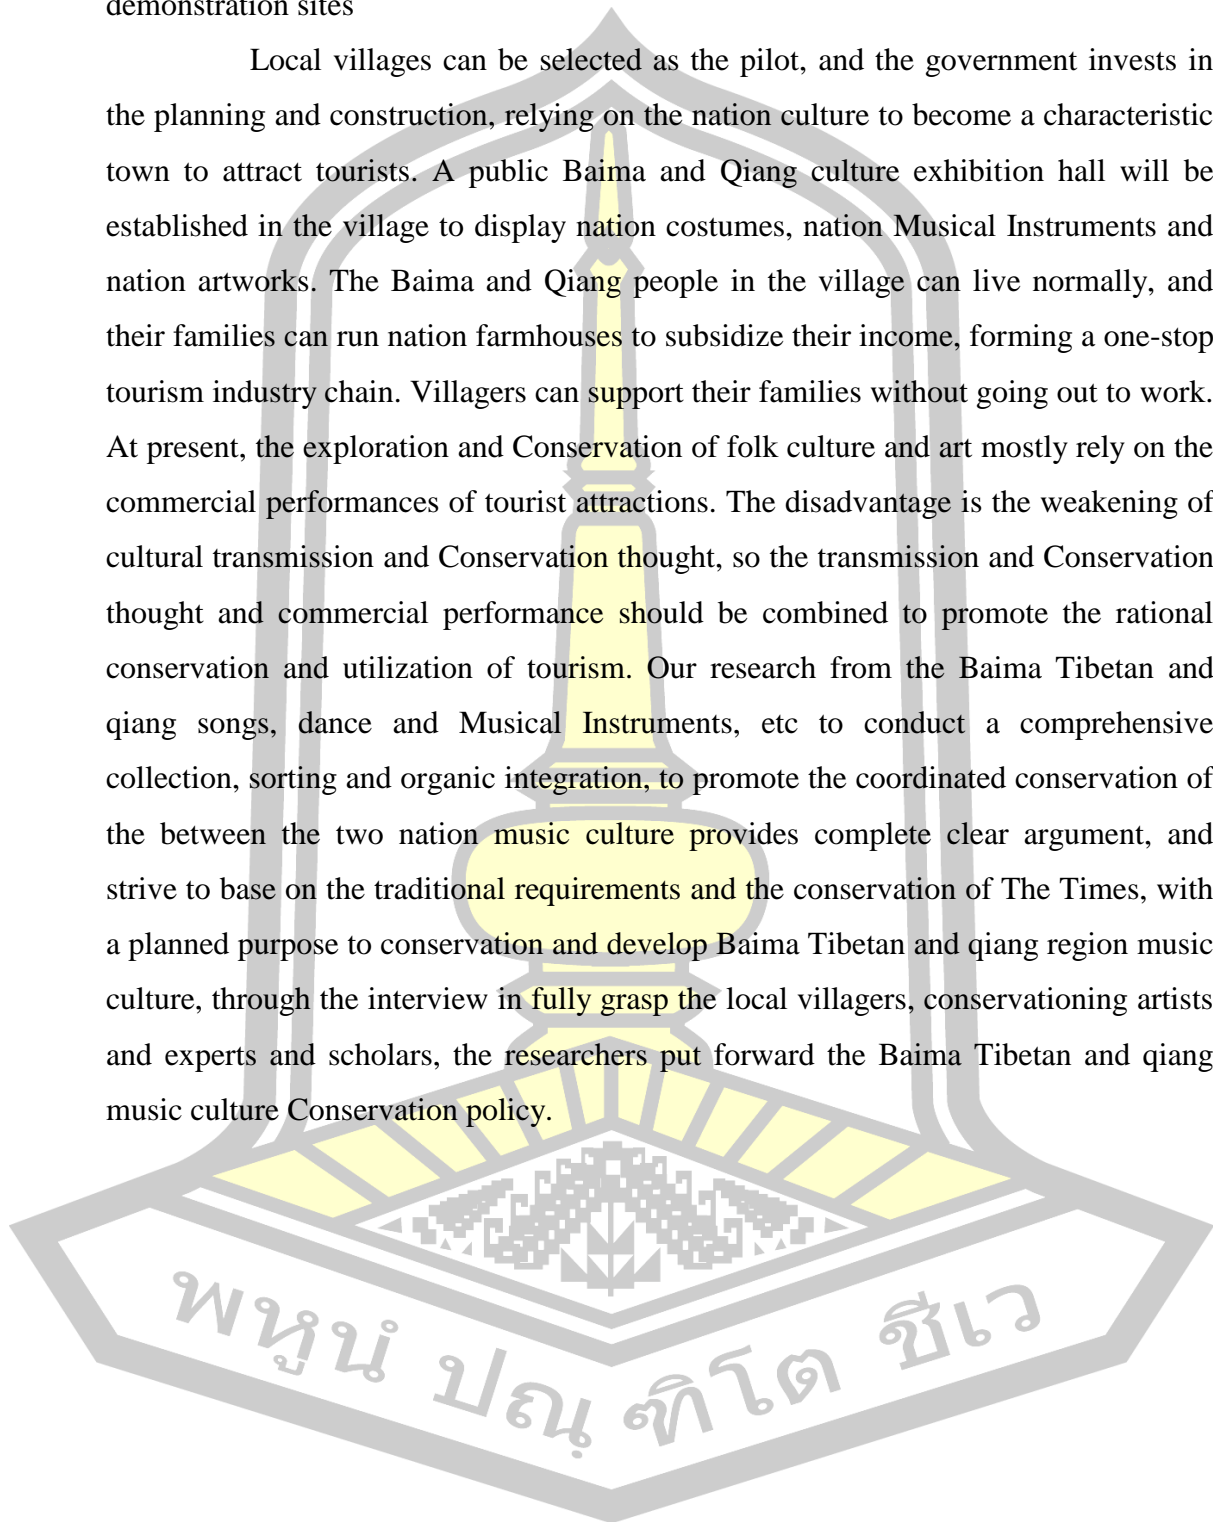 demonstration sites
Local villages can be selected as the pilot, and the government invests in
the planning and construction, relying on the nation culture to become a characteristic
town to attract tourists. A public Baima and Qiang culture exhibition hall will be
established in the village to display nation costumes, nation Musical Instruments and
nation artworks. The Baima and Qiang people in the village can live normally, and
their families can run nation farmhouses to subsidize their income, forming a one-stop
tourism industry chain. Villagers can support their families without going out to work.
At present, the exploration and Conservation of folk culture and art mostly rely on the
commercial performances of tourist attractions. The disadvantage is the weakening of
cultural transmission and Conservation thought, so the transmission and Conservation
thought and commercial performance should be combined to promote the rational
conservation and utilization of tourism. Our research from the Baima Tibetan and
qiang songs, dance and Musical Instruments, etc to conduct a comprehensive
collection, sorting and organic integration, to promote the coordinated conservation of
the between the two nation music culture provides complete clear argument, and
strive to base on the traditional requirements and the conservation of The Times, with
a planned purpose to conservation and develop Baima Tibetan and qiang region music
culture, through the interview in fully grasp the local villagers, conservationing artists
and experts and scholars, the researchers put forward the Baima Tibetan and qiang
music culture Conservation policy.
พหูนํ ปณฺฑิโต ชีเว